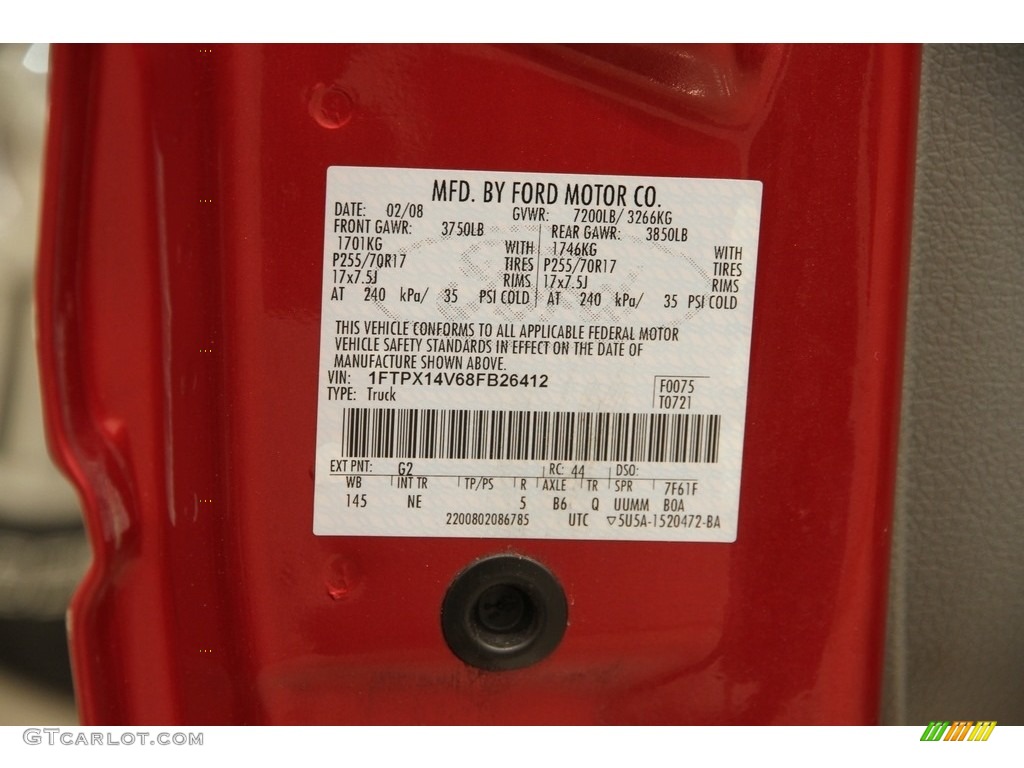 MFD. BY FORD MOTOR CO.
DATE: 02/08 GVWR: 7200LB/ 3266KG
FRONT GAWR: 3750LB REAR GAWR: 3850LB
1701KG WITH 1746KG WITH
P255/70R17 TIRES P255/70R17 TIRES
17x7.5J RIMS 17x7.5J RIMS
AT 240 kPa/ 35 PSI COLD AT 240 kPa/ 35 PSI COLD
THIS VEHICLE CONFORMS TO ALL APPLICABLE FEDERAL MOTOR
VEHICLE SAFETY STANDARDS IN EFFECT ON THE DATE OF
MANUFACTURE SHOWN ABOVE.
VIN: 1FTPX14V68FB26412 F0075
TYPE: Truck T0721
EXT PNT: G2 RC: 44 DSO:
WB INT TR TP/PS R AXLE TR SPR 7F61F
145 NE 5 B6 Q UUMM BOA
2200802086785 UTC ▽5U5A-1520472-BA
GTCARLOT.COM